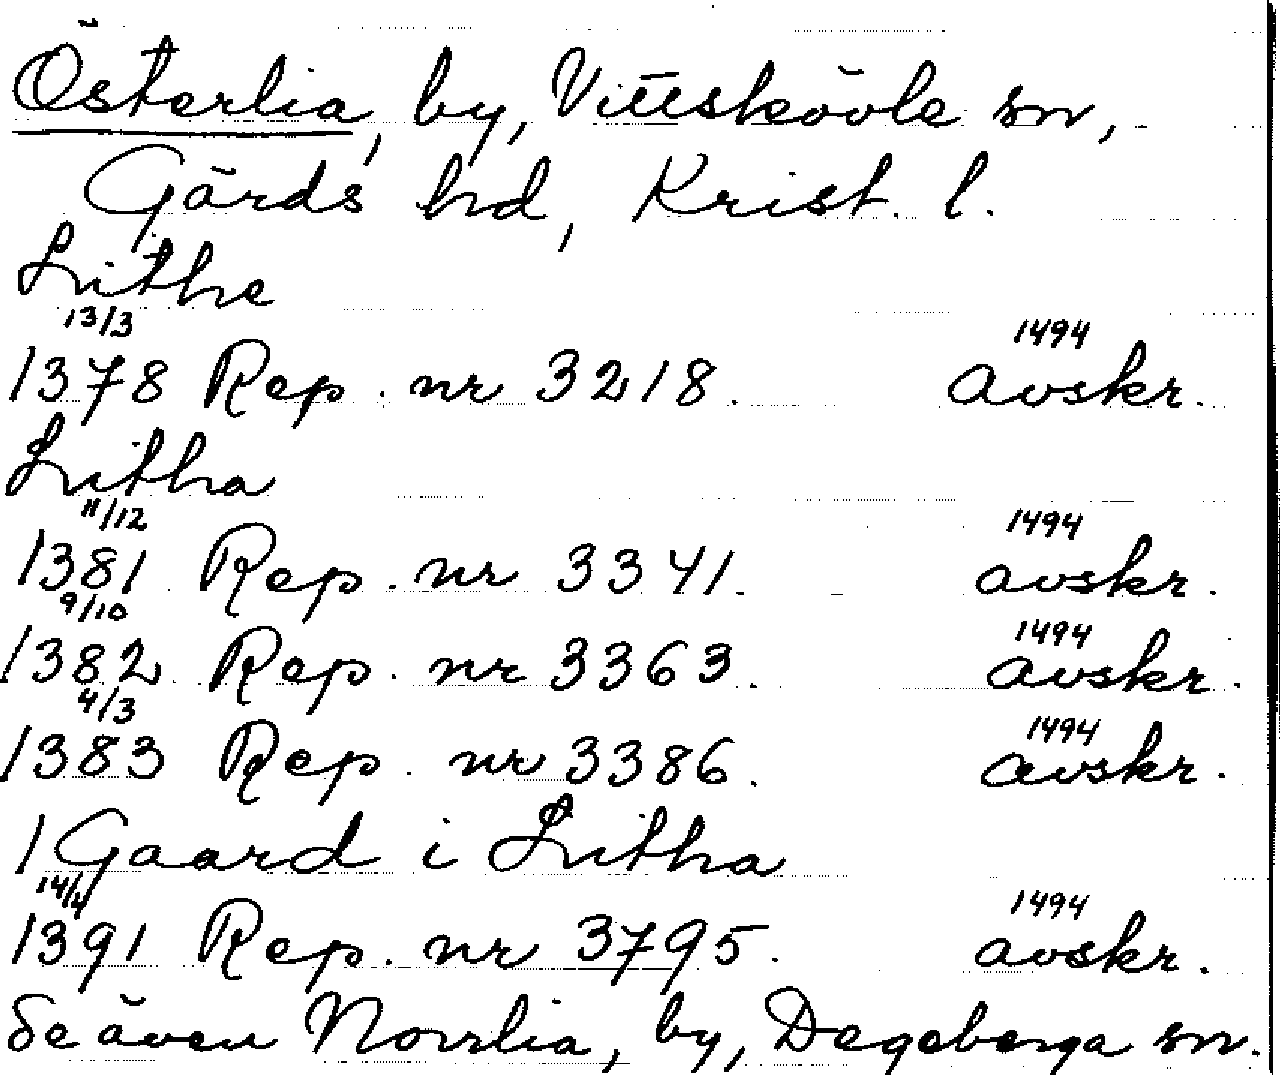 Österlia, by, Vittskövle sn,
Gärds hd, Krist. l.
Lithe
13/3
1378 Rep. nr 3218. 1494 avskr.
Litha
11/12
1381 Rep. nr 3341. 1494 avskr.
9/10
1382 Rep. nr 3363. 1494 avskr.
4/3
1383 Rep. nr 3386. 1494 avskr.
1 Gaard i Litha
14/4
1391 Rep. nr 3795. 1494 avskr.
Se även Norrlia, by, Degeberga sn.